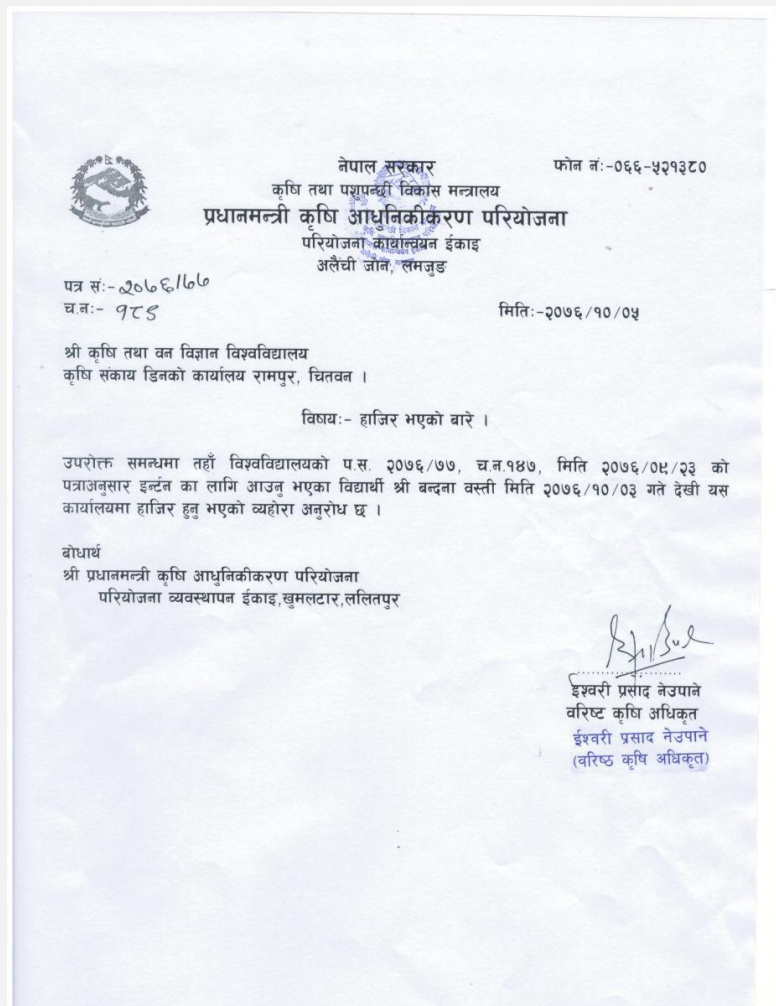 नेपाल सरकार
फोन नं:-०६६-५२१३८०
कृषि तथा पशुपन्छी विकास मन्त्रालय
प्रधानमन्त्री कृषि आधुनिकीकरण परियोजना
परियोजना कार्यान्वयन ईकाइ
अलैंची जोन, लमजुङ
पत्र सं:-२०७६/७७
च.न:- १८९
मिति:-२०७६/१०/०५
श्री कृषि तथा वन विज्ञान विश्वविद्यालय
कृषि संकाय डिनको कार्यालय रामपुर, चितवन ।
विषय:- हाजिर भएको बारे ।
उपरोक्त समन्धमा तहाँ विश्वविद्यालयको प.स. २०७६/७७, च.न.१४७, मिति २०७६/०९/२३ को
पत्राअनुसार इर्न्टन का लागि आउनु भएका विद्यार्थी श्री बन्दना वस्ती मिति २०७६/१०/०३ गते देखी यस
कार्यालयमा हाजिर हुनु भएको व्यहोरा अनुरोध छ ।
बोधार्थ
श्री प्रधानमन्त्री कृषि आधुनिकीकरण परियोजना
परियोजना व्यवस्थापन ईकाइ,खुमलटार,ललितपुर
ईश्वरी प्रसाद नेउपाने
वरिष्ट कृषि अधिकृत
ईश्वरी प्रसाद नेउपाने
(वरिष्ठ कृषि अधिकृत)